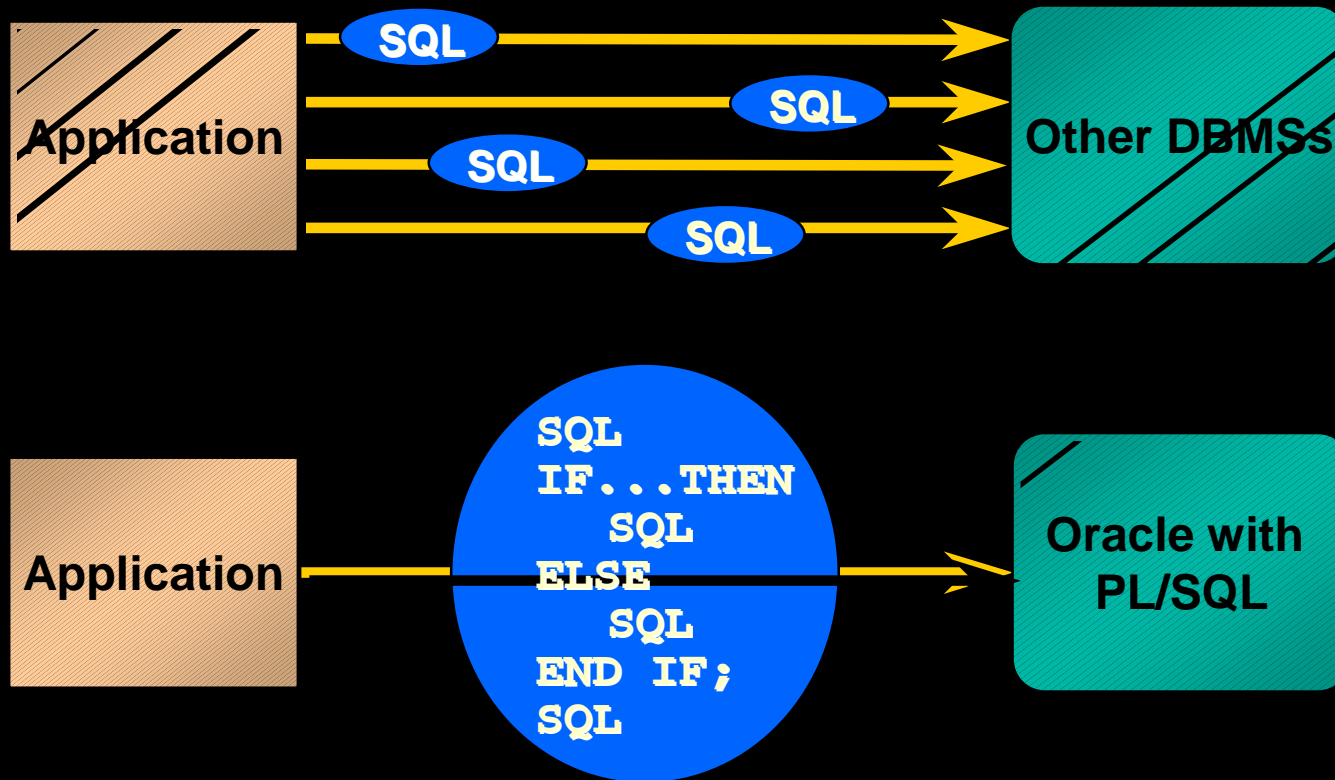 SQL
Application
SQL
Other DBMSs
SQL
SQL
SQL
IF...THEN
SQL
ELSE
SQL
END IF;
SQL
Application
Oracle with
PL/SQL